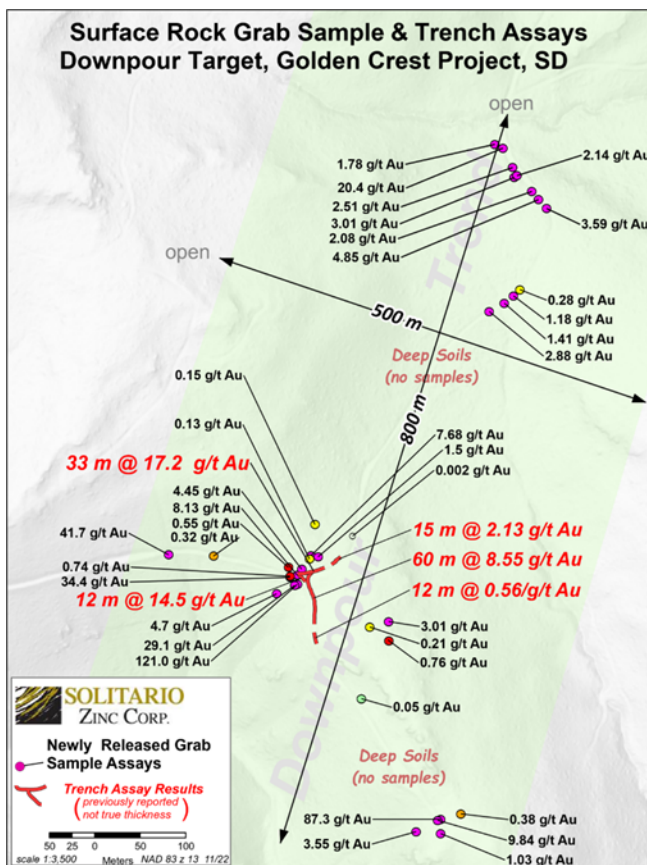 Surface Rock Grab Sample & Trench Assays
Downpour Target, Golden Crest Project, SD
open
1.78 g/t Au
2.14 g/t Au
20.4 g/t Au
2.51 g/t Au
3.01 g/t Au
2.08 g/t Au
3.59 g/t Au
4.85 g/t Au
Trend
open
500 m
0.28 g/t Au
1.18 g/t Au
1.41 g/t Au
2.88 g/t Au
Deep Soils
(no samples)
0.15 g/t Au
800 m
0.13 g/t Au
7.68 g/t Au
1.5 g/t Au
0.002 g/t Au
33 m @ 17.2 g/t Au
4.45 g/t Au
8.13 g/t Au
0.55 g/t Au
0.32 g/t Au
41.7 g/t Au
15 m @ 2.13 g/t Au
60 m @ 8.55 g/t Au
12 m @ 0.56/g/t Au
0.74 g/t Au
34.4 g/t Au
12 m @ 14.5 g/t Au
4.7 g/t Au
29.1 g/t Au
121.0 g/t Au
3.01 g/t Au
0.21 g/t Au
0.76 g/t Au
Downpour
0.05 g/t Au
Deep Soils
(no samples)
87.3 g/t Au
0.38 g/t Au
9.84 g/t Au
3.55 g/t Au
1.03 g/t Au
SOLITARIO
ZINC CORP.
Newly Released Grab
Sample Assays
Trench Assay Results
(previously reported
not true thickness)
50 25 0 50 100
scale 1:3,500 Meters NAD 83 z 13 11/22